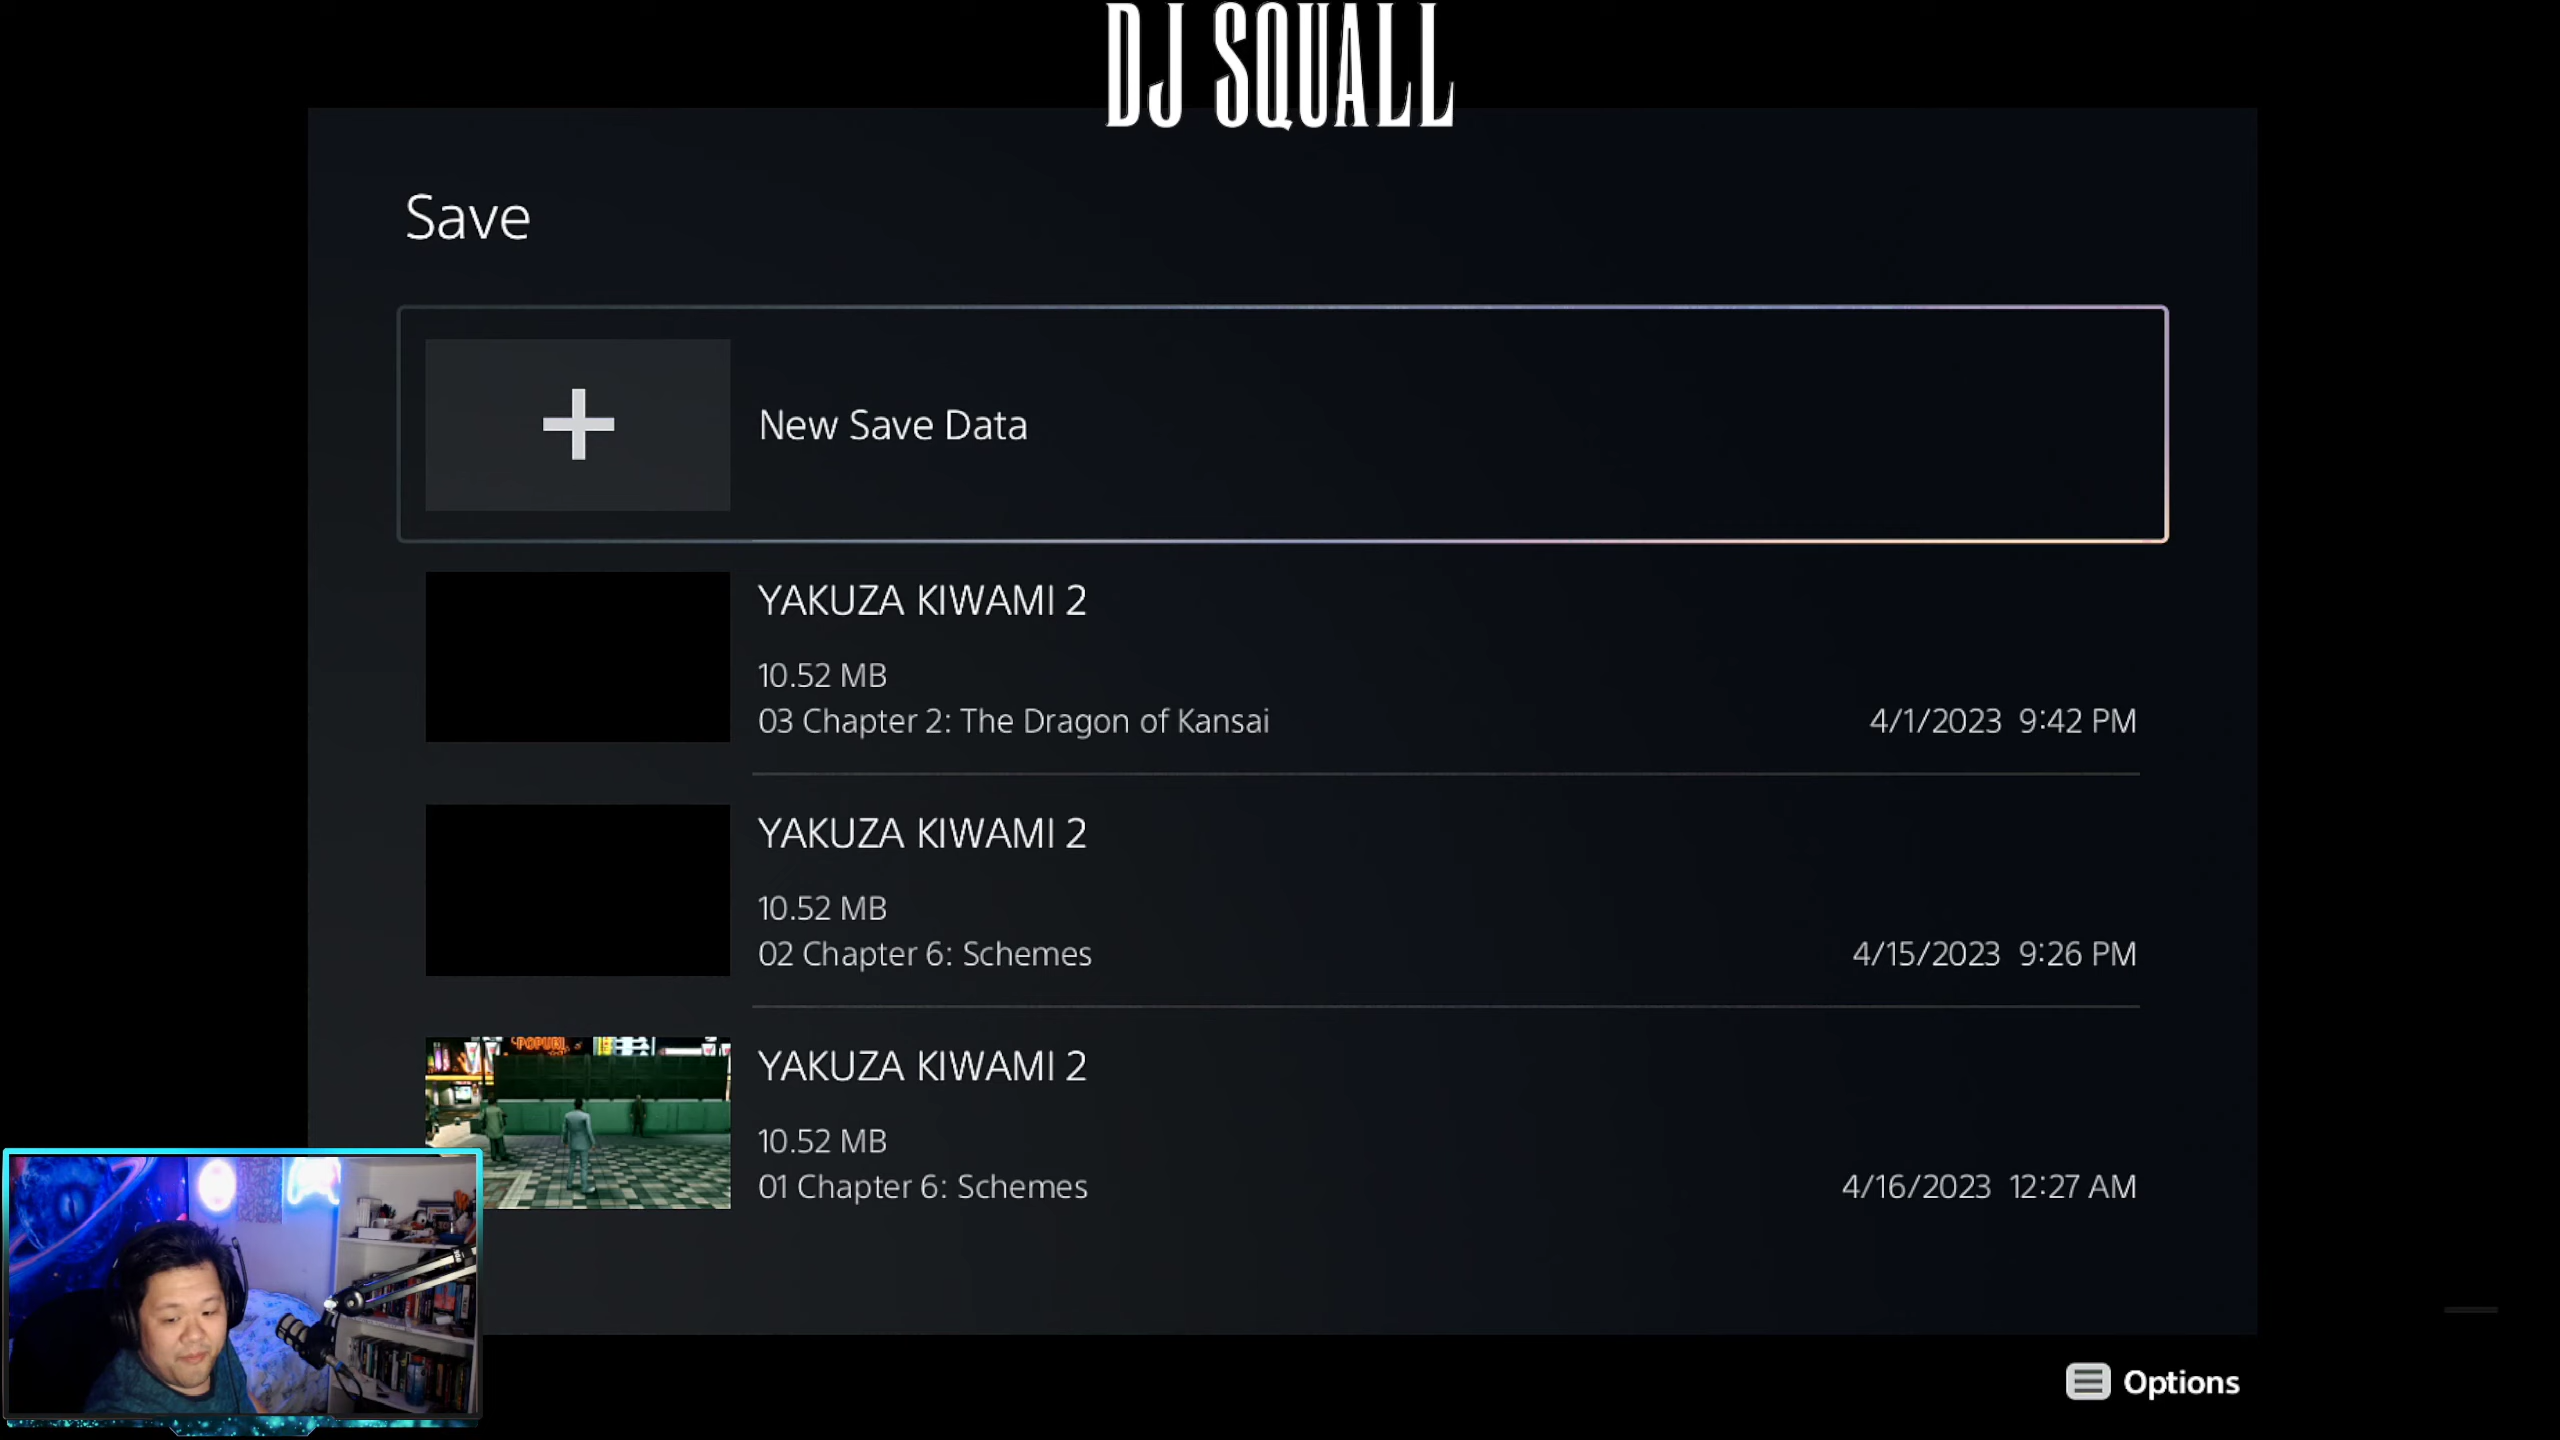 DJ SQUALL
Save
New Save Data
YAKUZA KIWAMI 2
10.52 MB
03 Chapter 2: The Dragon of Kansai
4/1/2023 9:42 PM
YAKUZA KIWAMI 2
10.52 MB
02 Chapter 6: Schemes
4/15/2023 9:26 PM
POPURI
YAKUZA KIWAMI 2
10.52 MB
01 Chapter 6: Schemes
4/16/2023 12:27 AM
Options